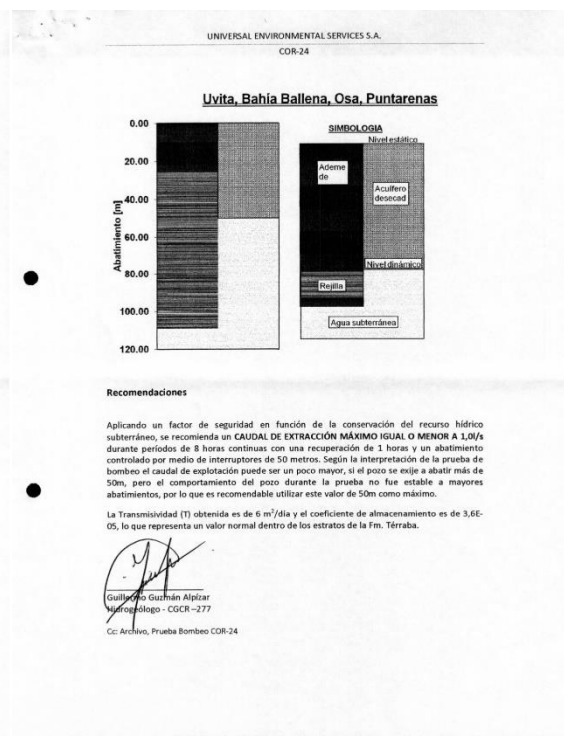 UNIVERSAL ENVIRONMENTAL SERVICES S.A.
COR-24
Uvita, Bahía Ballena, Osa, Puntarenas
Abatimiento [m]
0.00
20.00
40.00
60.00
80.00
100.00
120.00
SIMBOLOGIA
Nivel estático
Ademe
de
Acuífero
desecad
Nivel dinámico
Rejilla
Agua subterránea
Recomendaciones
Aplicando un factor de seguridad en función de la conservación del recurso hídrico
subterráneo, se recomienda un CAUDAL DE EXTRACCIÓN MÁXIMO IGUAL O MENOR A 1,0l/s
durante períodos de 8 horas continuas con una recuperación de 1 horas y un abatimiento
controlado por medio de interruptores de 50 metros. Según la interpretación de la prueba de
bombeo el caudal de explotación puede ser un poco mayor, si el pozo se exije a abatir más de
50m, pero el comportamiento del pozo durante la prueba no fue estable a mayores
abatimientos, por lo que es recomendable utilizar este valor de 50m como máximo.
La Transmisividad (T) obtenida es de 6 m²/día y el coeficiente de almacenamiento es de 3,6E-
05, lo que representa un valor normal dentro de los estratos de la Fm. Térraba.
Guillermo Guzmán Alpízar
Hidrogeólogo - CGCR –277
Cc: Archivo, Prueba Bombeo COR-24